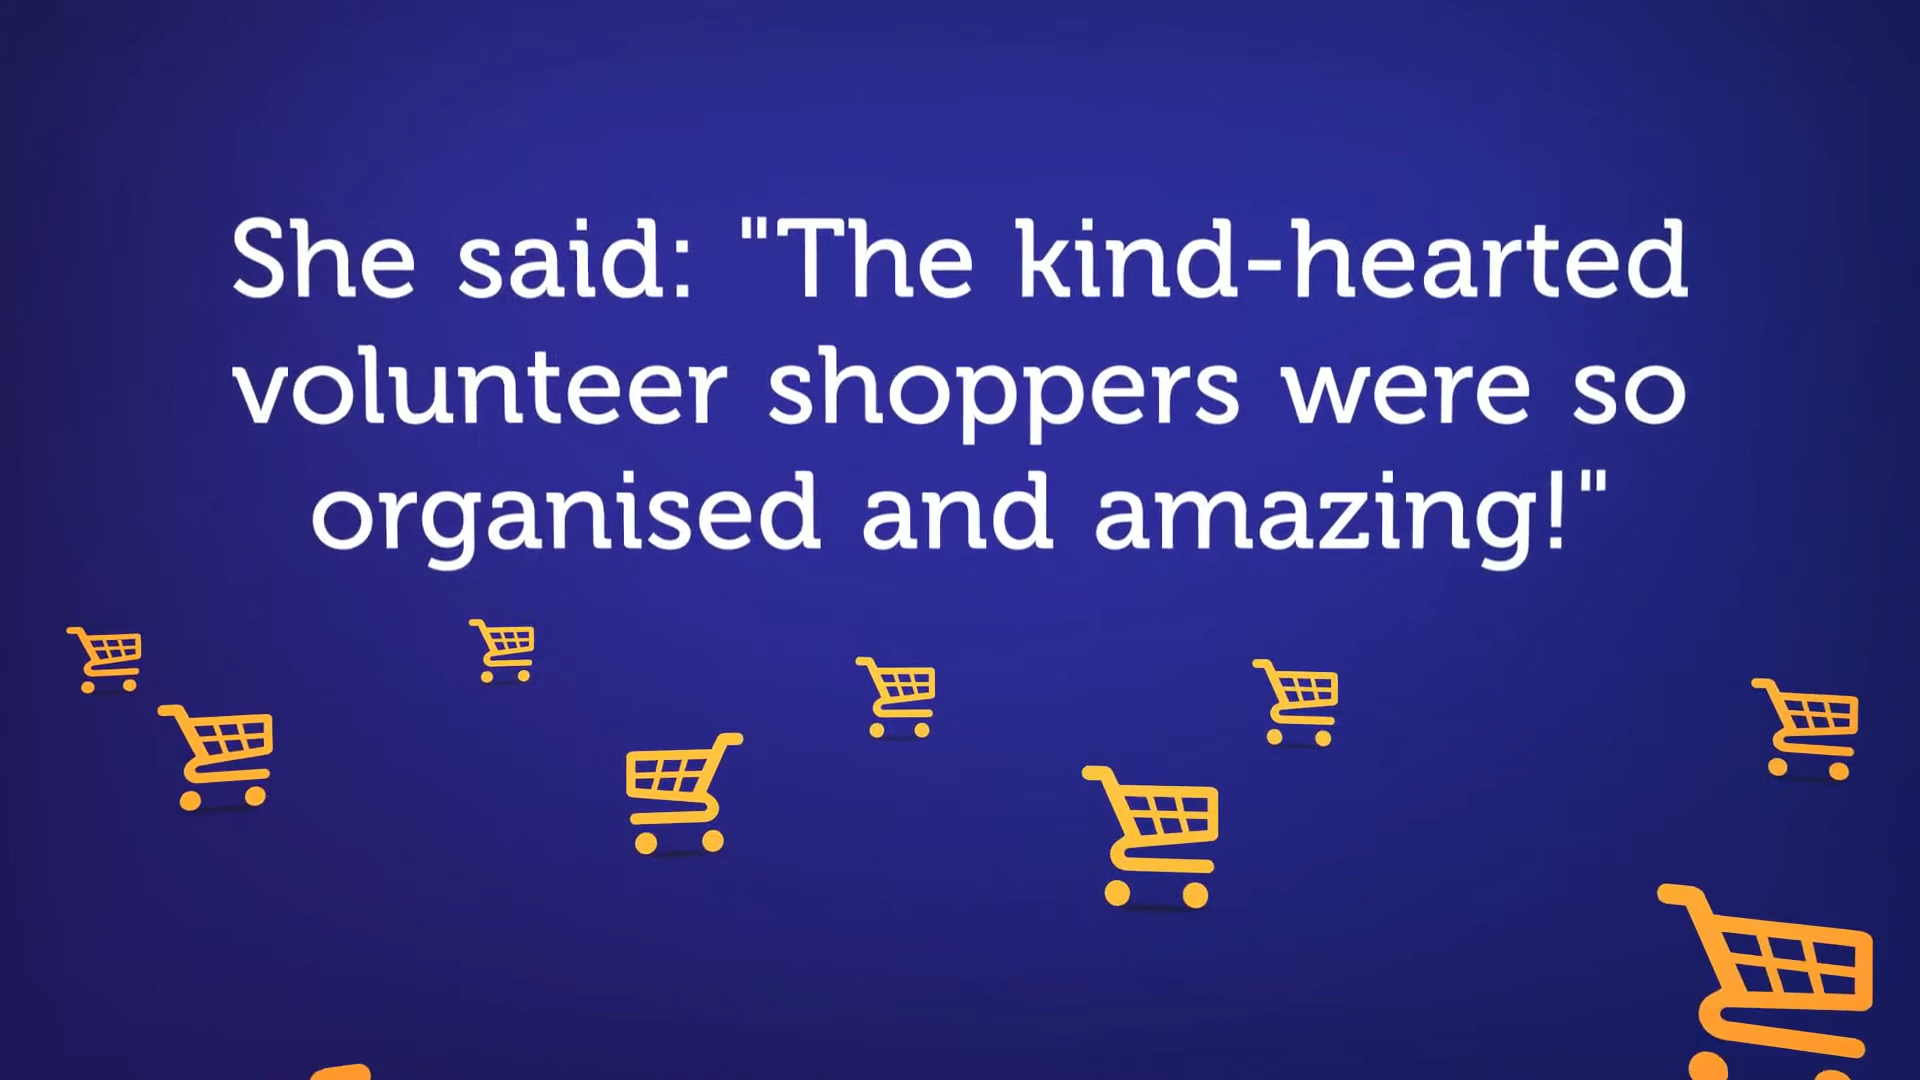 She said: "The kind-hearted
volunteer shoppers were so
organised and amazing!"